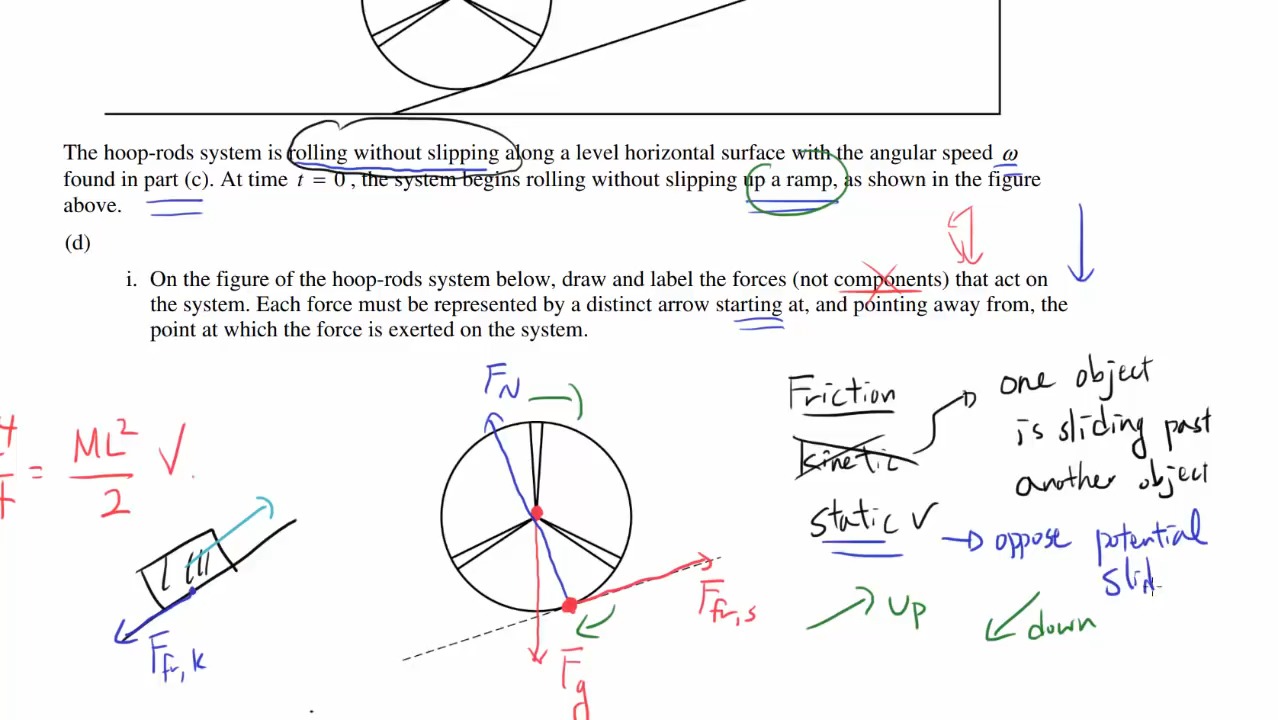 The hoop-rods system is rolling without slipping along a level horizontal surface with the angular speed ω
found in part (c). At time t = 0, the system begins rolling without slipping up a ramp, as shown in the figure
above.
(d)
i. On the figure of the hoop-rods system below, draw and label the forces (not components) that act on
the system. Each force must be represented by a distinct arrow starting at, and pointing away from, the
point at which the force is exerted on the system.
F_N
Friction
one object
is sliding past
another object
kinetic
static √
oppose potential
slid
= ML²/2 √.
F_fr,s
up
down
F_fr,k
F_g